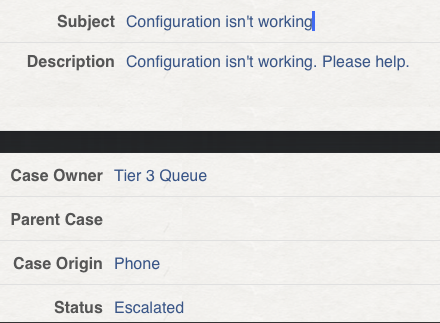 Subject Configuration isn't working
Description Configuration isn't working. Please help.
Case Owner Tier 3 Queue
Parent Case
Case Origin Phone
Status Escalated